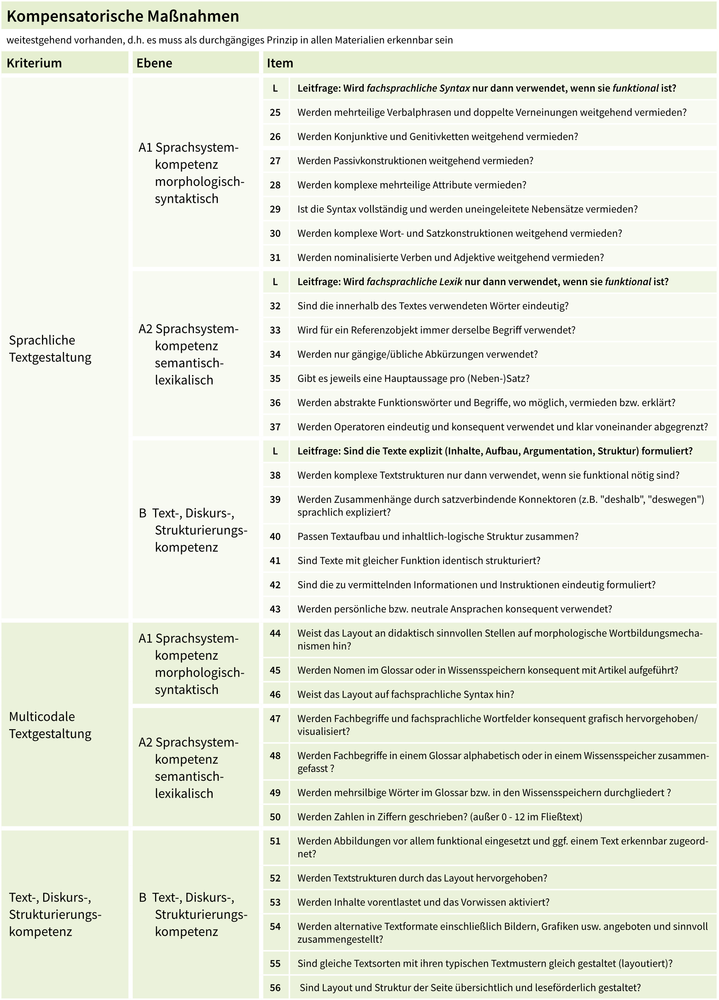 Kompensatorische Maßnahmen
weitestgehend vorhanden, d.h. es muss als durchgängiges Prinzip in allen Materialien erkennbar sein
Kriterium Ebene Item
Sprachliche
Textgestaltung
A1 Sprachsystem-
kompetenz
morphologisch-
syntaktisch
L Leitfrage: Wird fachsprachliche Syntax nur dann verwendet, wenn sie funktional ist?
25 Werden mehrteilige Verbalphrasen und doppelte Verneinungen weitgehend vermieden?
26 Werden Konjunktive und Genitivketten weitgehend vermieden?
27 Werden Passivkonstruktionen weitgehend vermieden?
28 Werden komplexe mehrteilige Attribute vermieden?
29 Ist die Syntax vollständig und werden uneingeleitete Nebensätze vermieden?
30 Werden komplexe Wort- und Satzkonstruktionen weitgehend vermieden?
31 Werden nominalisierte Verben und Adjektive weitgehend vermieden?
A2 Sprachsystem-
kompetenz
semantisch-
lexikalisch
L Leitfrage: Wird fachsprachliche Lexik nur dann verwendet, wenn sie funktional ist?
32 Sind die innerhalb des Textes verwendeten Wörter eindeutig?
33 Wird für ein Referenzobjekt immer derselbe Begriff verwendet?
34 Werden nur gängige/übliche Abkürzungen verwendet?
35 Gibt es jeweils eine Hauptaussage pro (Neben-)Satz?
36 Werden abstrakte Funktionswörter und Begriffe, wo möglich, vermieden bzw. erklärt?
37 Werden Operatoren eindeutig und konsequent verwendet und klar voneinander abgegrenzt?
B Text-, Diskurs-,
Strukturierungs-
kompetenz
L Leitfrage: Sind die Texte explizit (Inhalte, Aufbau, Argumentation, Struktur) formuliert?
38 Werden komplexe Textstrukturen nur dann verwendet, wenn sie funktional nötig sind?
39 Werden Zusammenhänge durch satzverbindende Konnektoren (z.B. "deshalb", "deswegen")
sprachlich expliziert?
40 Passen Textaufbau und inhaltlich-logische Struktur zusammen?
41 Sind Texte mit gleicher Funktion identisch strukturiert?
42 Sind die zu vermittelnden Informationen und Instruktionen eindeutig formuliert?
43 Werden persönliche bzw. neutrale Ansprachen konsequent verwendet?
Multicodale
Textgestaltung
A1 Sprachsystem-
kompetenz
morphologisch-
syntaktisch
44 Weist das Layout an didaktisch sinnvollen Stellen auf morphologische Wortbildungsmecha-
nismen hin?
45 Werden Nomen im Glossar oder in Wissensspeichern konsequent mit Artikel aufgeführt?
46 Weist das Layout auf fachsprachliche Syntax hin?
A2 Sprachsystem-
kompetenz
semantisch-
lexikalisch
47 Werden Fachbegriffe und fachsprachliche Wortfelder konsequent grafisch hervorgehoben/
visualisiert?
48 Werden Fachbegriffe in einem Glossar alphabetisch oder in einem Wissensspeicher zusammen-
gefasst ?
49 Werden mehrsilbige Wörter im Glossar bzw. in den Wissensspeichern durchgliedert ?
50 Werden Zahlen in Ziffern geschrieben? (außer 0 - 12 im Fließtext)
Text-, Diskurs-,
Strukturierungs-
kompetenz
B Text-, Diskurs-,
Strukturierungs-
kompetenz
51 Werden Abbildungen vor allem funktional eingesetzt und ggf. einem Text erkennbar zugeord-
net?
52 Werden Textstrukturen durch das Layout hervorgehoben?
53 Werden Inhalte vorentlastet und das Vorwissen aktiviert?
54 Werden alternative Textformate einschließlich Bildern, Grafiken usw. angeboten und sinnvoll
zusammengestellt?
55 Sind gleiche Textsorten mit ihren typischen Textmustern gleich gestaltet (layoutiert)?
56 Sind Layout und Struktur der Seite übersichtlich und leseförderlich gestaltet?